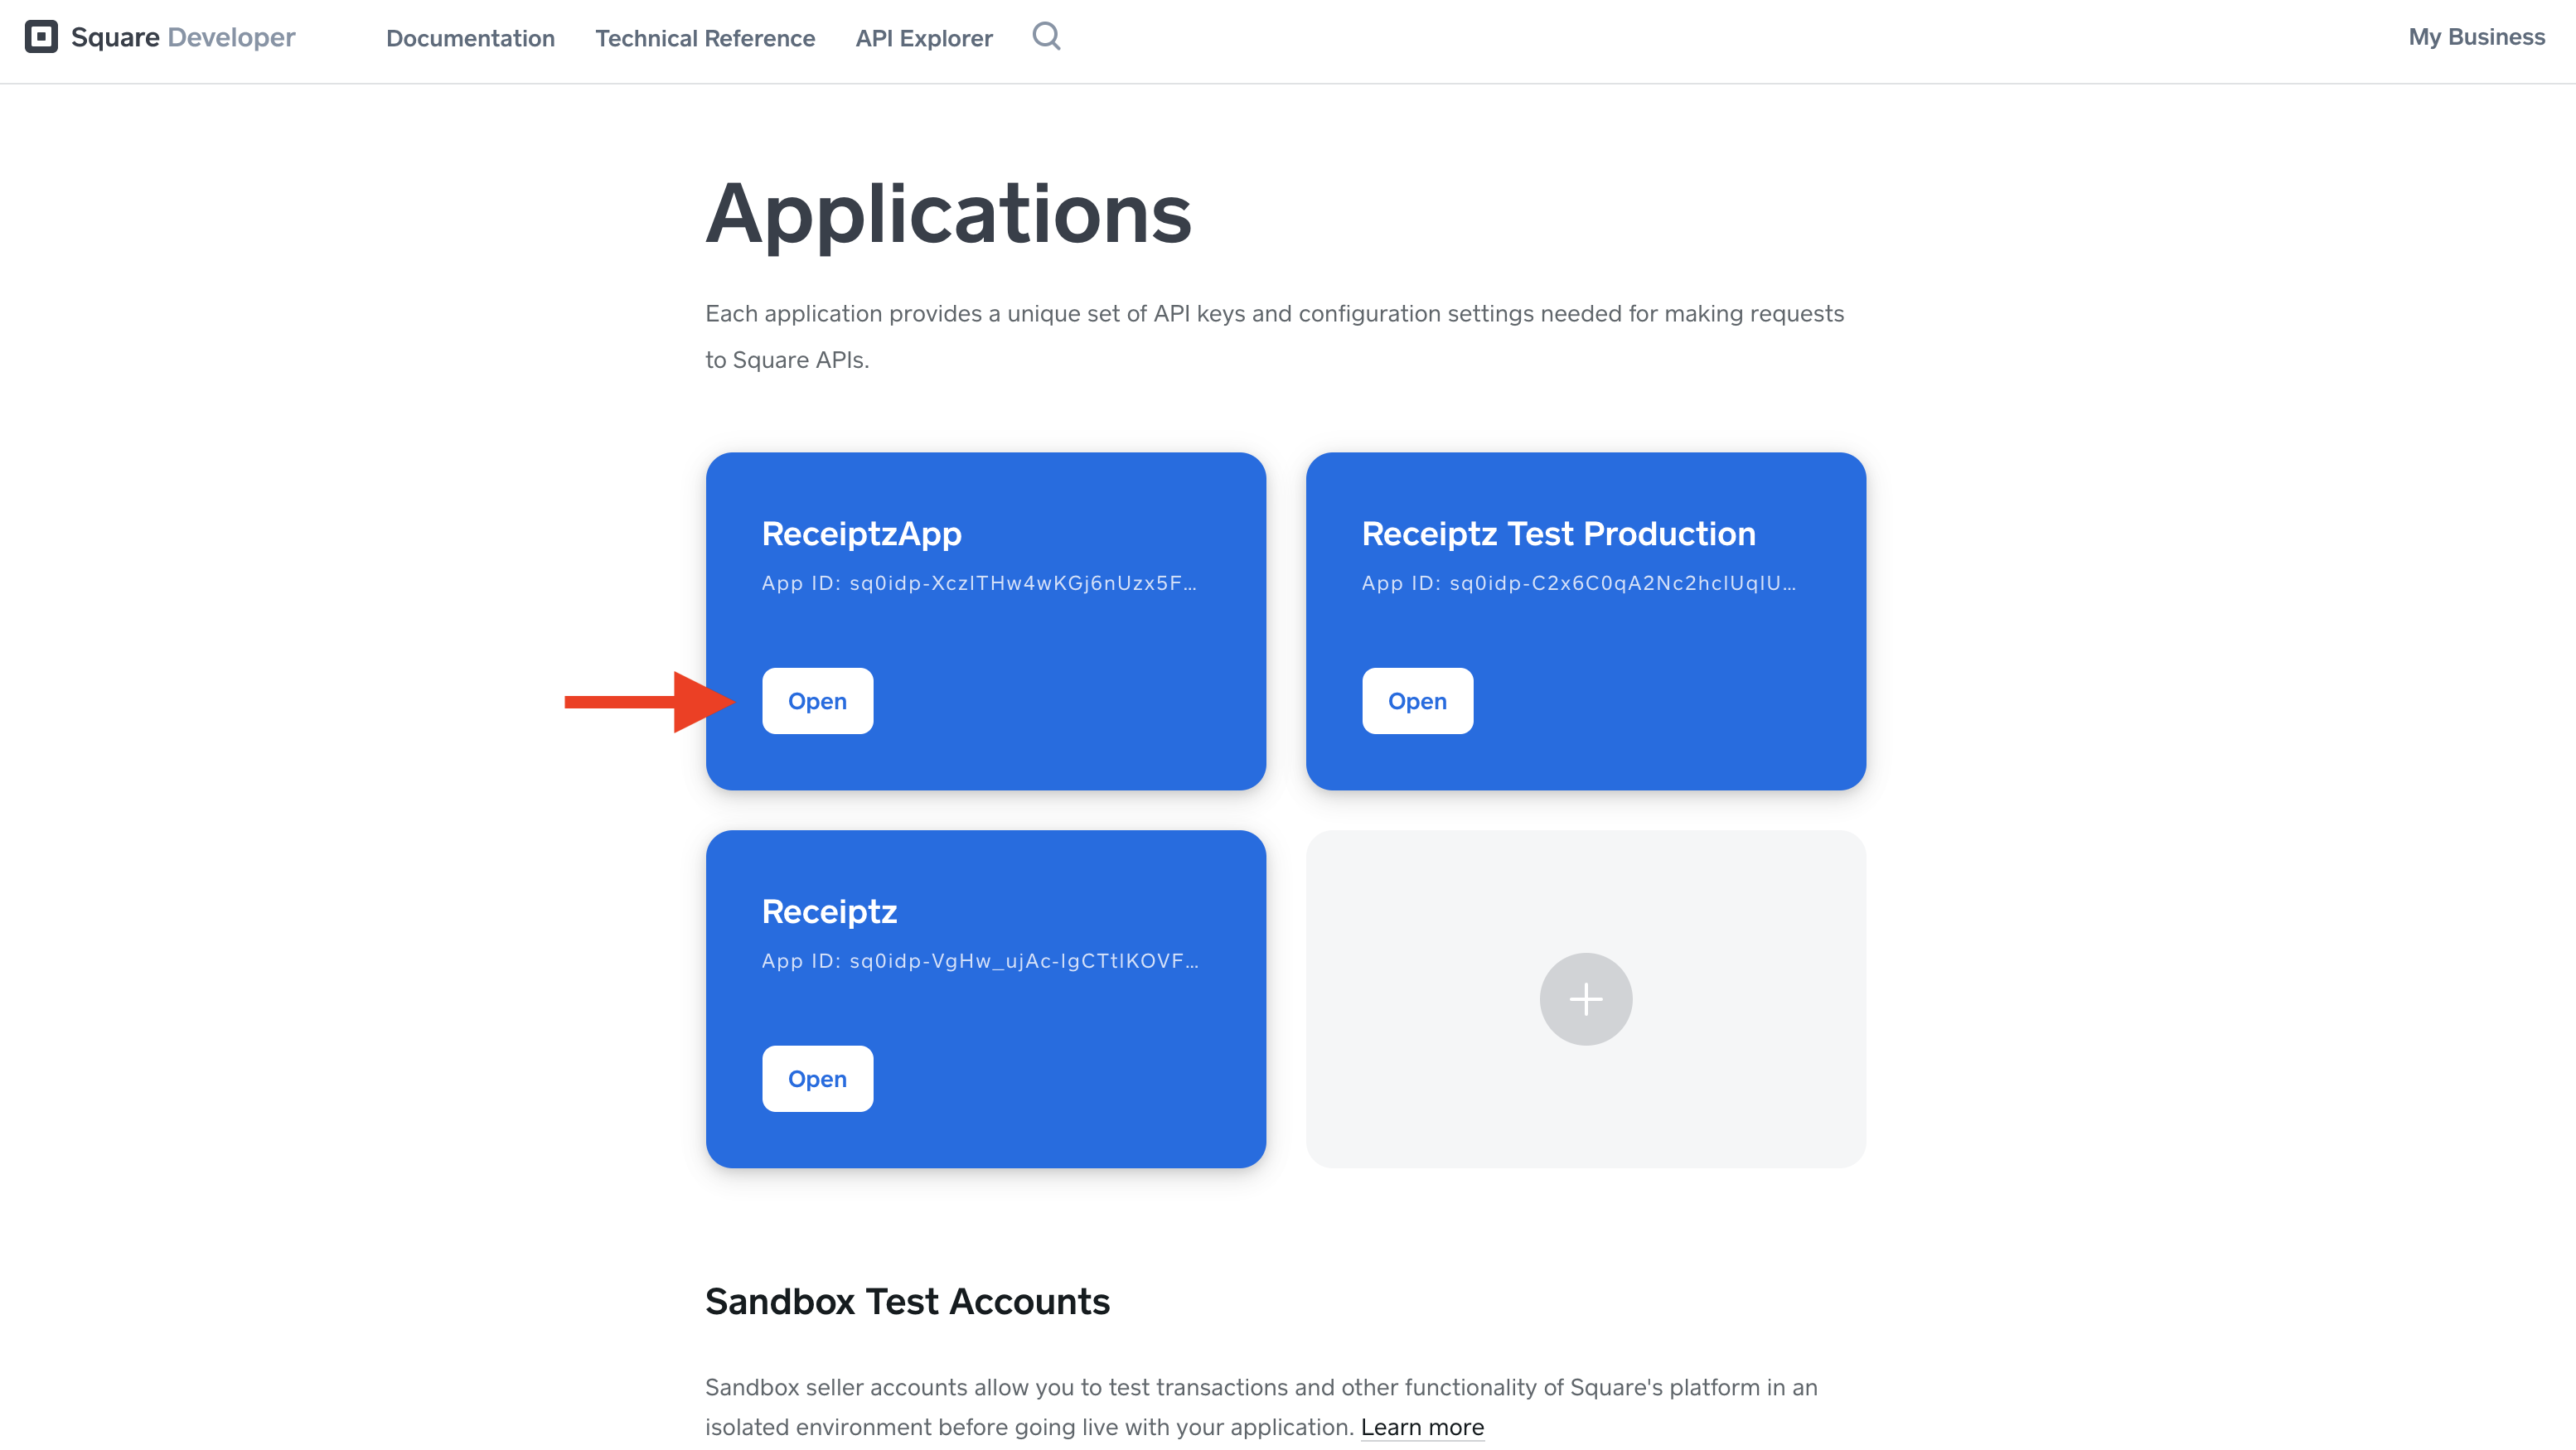 Square Developer
Documentation
Technical Reference
API Explorer
My Business
Applications
Each application provides a unique set of API keys and configuration settings needed for making requests
to Square APIs.
ReceiptzApp
App ID: sq0idp-XczITHw4wKGj6nUzx5F...
Open
Receiptz Test Production
App ID: sq0idp-C2x6C0qA2Nc2hcIUqIU...
Open
Receiptz
App ID: sq0idp-VgHw_ujAc-IgCTtIKOVF...
Open
Sandbox Test Accounts
Sandbox seller accounts allow you to test transactions and other functionality of Square's platform in an
isolated environment before going live with your application. Learn more